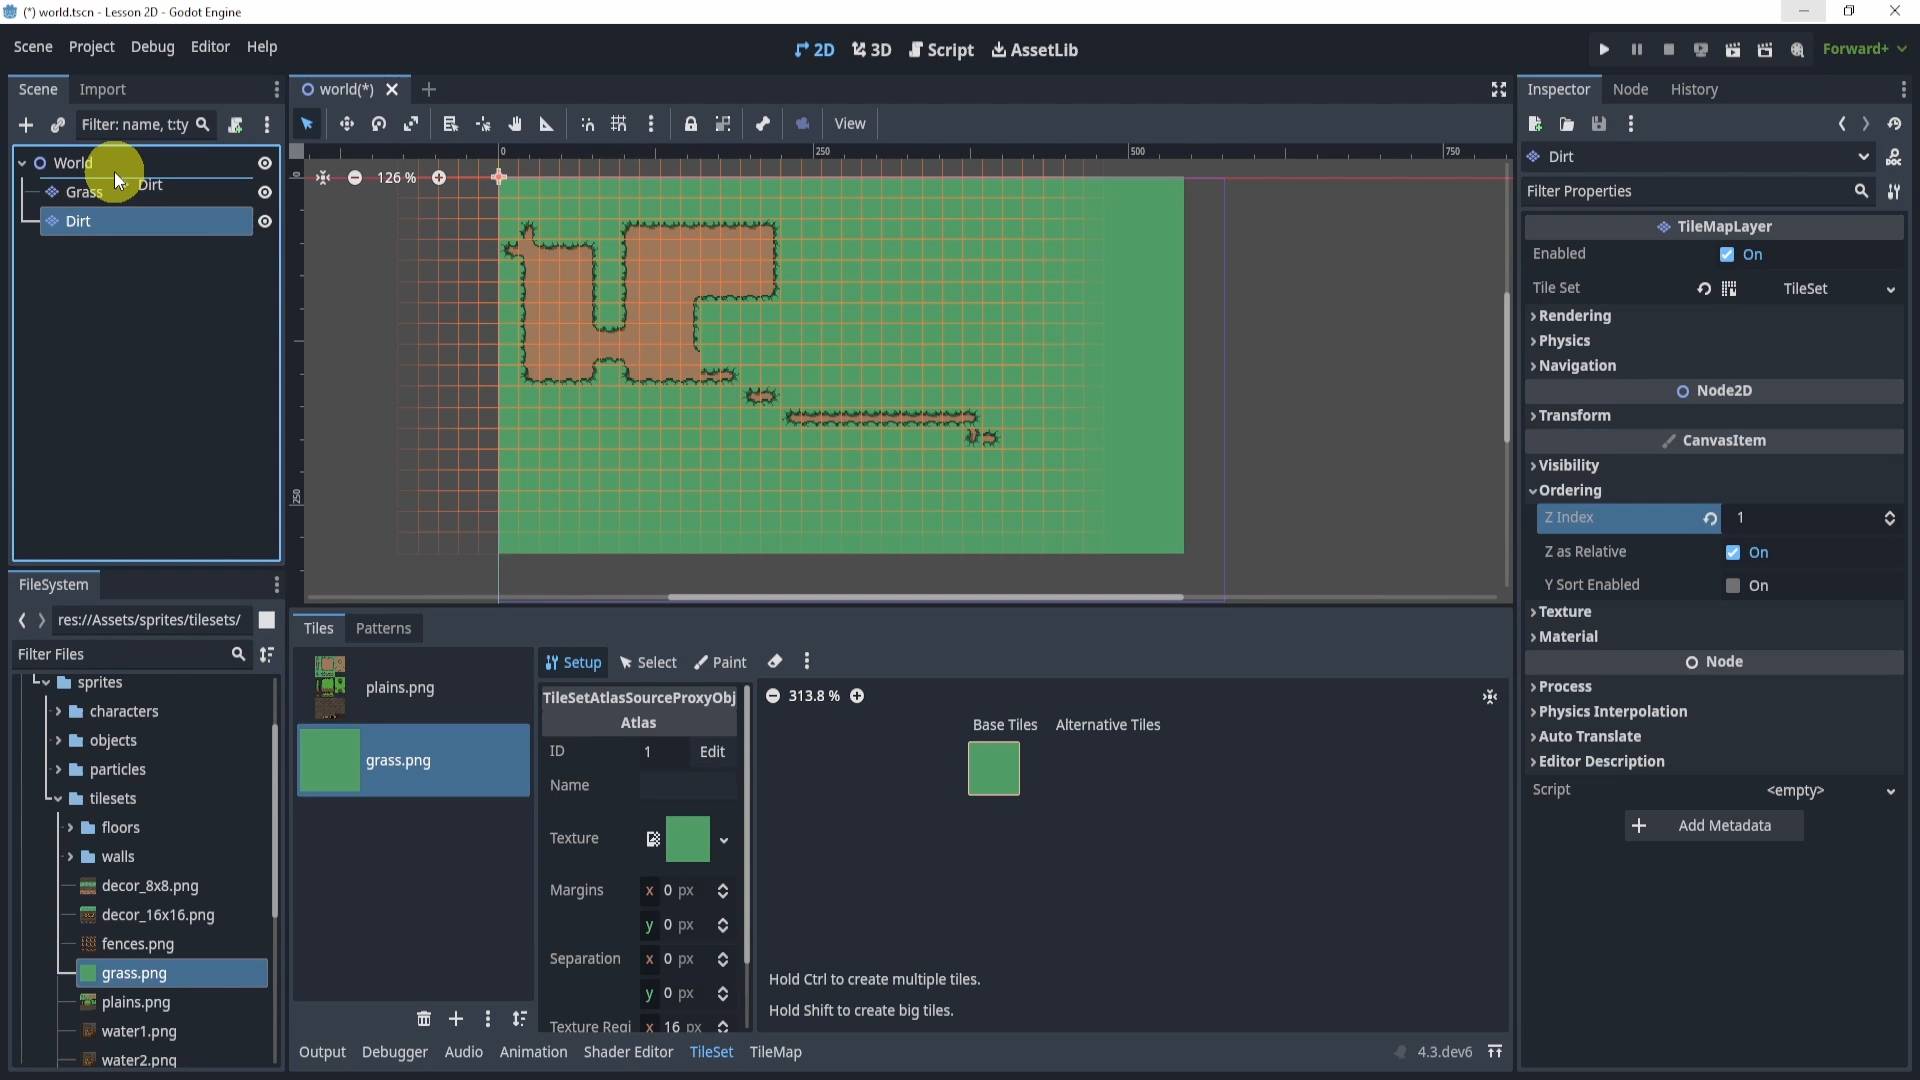 (*) world.tscn - Lesson 2D - Godot Engine
Scene Project Debug Editor Help
2D 3D Script AssetLib
Forward+
Scene Import
world(*)
Inspector Node History
Filter: name, t:ty
View
Dirt
World
Grass
Dirt
Dirt
0 250 500 750
126 %
0
250
Filter Properties
TileMapLayer
Enabled On
Tile Set TileSet
Rendering
Physics
Navigation
Node2D
Transform
CanvasItem
Visibility
Ordering
Z Index 1
Z as Relative On
Y Sort Enabled On
Texture
Material
Node
Process
Physics Interpolation
Auto Translate
Editor Description
Script <empty>
Add Metadata
FileSystem
res://Assets/sprites/tilesets/
Filter Files
sprites
characters
objects
particles
tilesets
floors
walls
decor_8x8.png
decor_16x16.png
fences.png
grass.png
plains.png
water1.png
water2.png
Tiles Patterns
plains.png
grass.png
Setup Select Paint
TileSetAtlasSourceProxyObj
Atlas
ID 1 Edit
Name
Texture
Margins x 0 px
y 0 px
Separation x 0 px
y 0 px
Texture Regi x 16 px
313.8 %
Base Tiles Alternative Tiles
Hold Ctrl to create multiple tiles.
Hold Shift to create big tiles.
Output Debugger Audio Animation Shader Editor TileSet TileMap
4.3.dev6